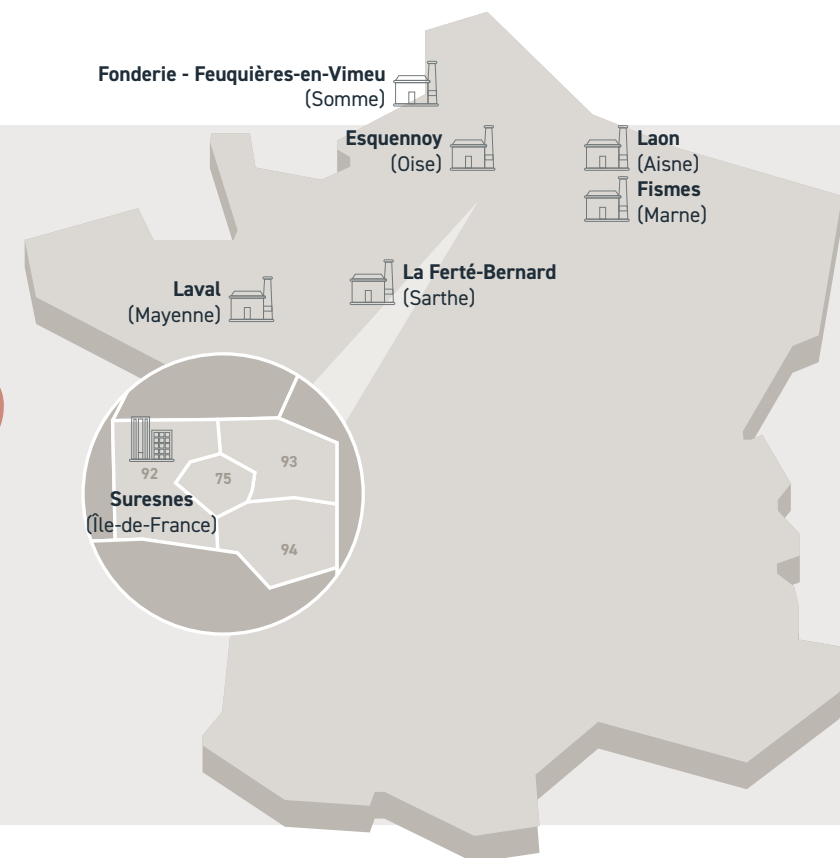 Fonderie - Feuquières-en-Vimeu
(Somme)
Esquennoy
(Oise)
Laon
(Aisne)
Fismes
(Marne)
La Ferté-Bernard
(Sarthe)
Laval
(Mayenne)
92
75
93
Suresnes
(Île-de-France)
94